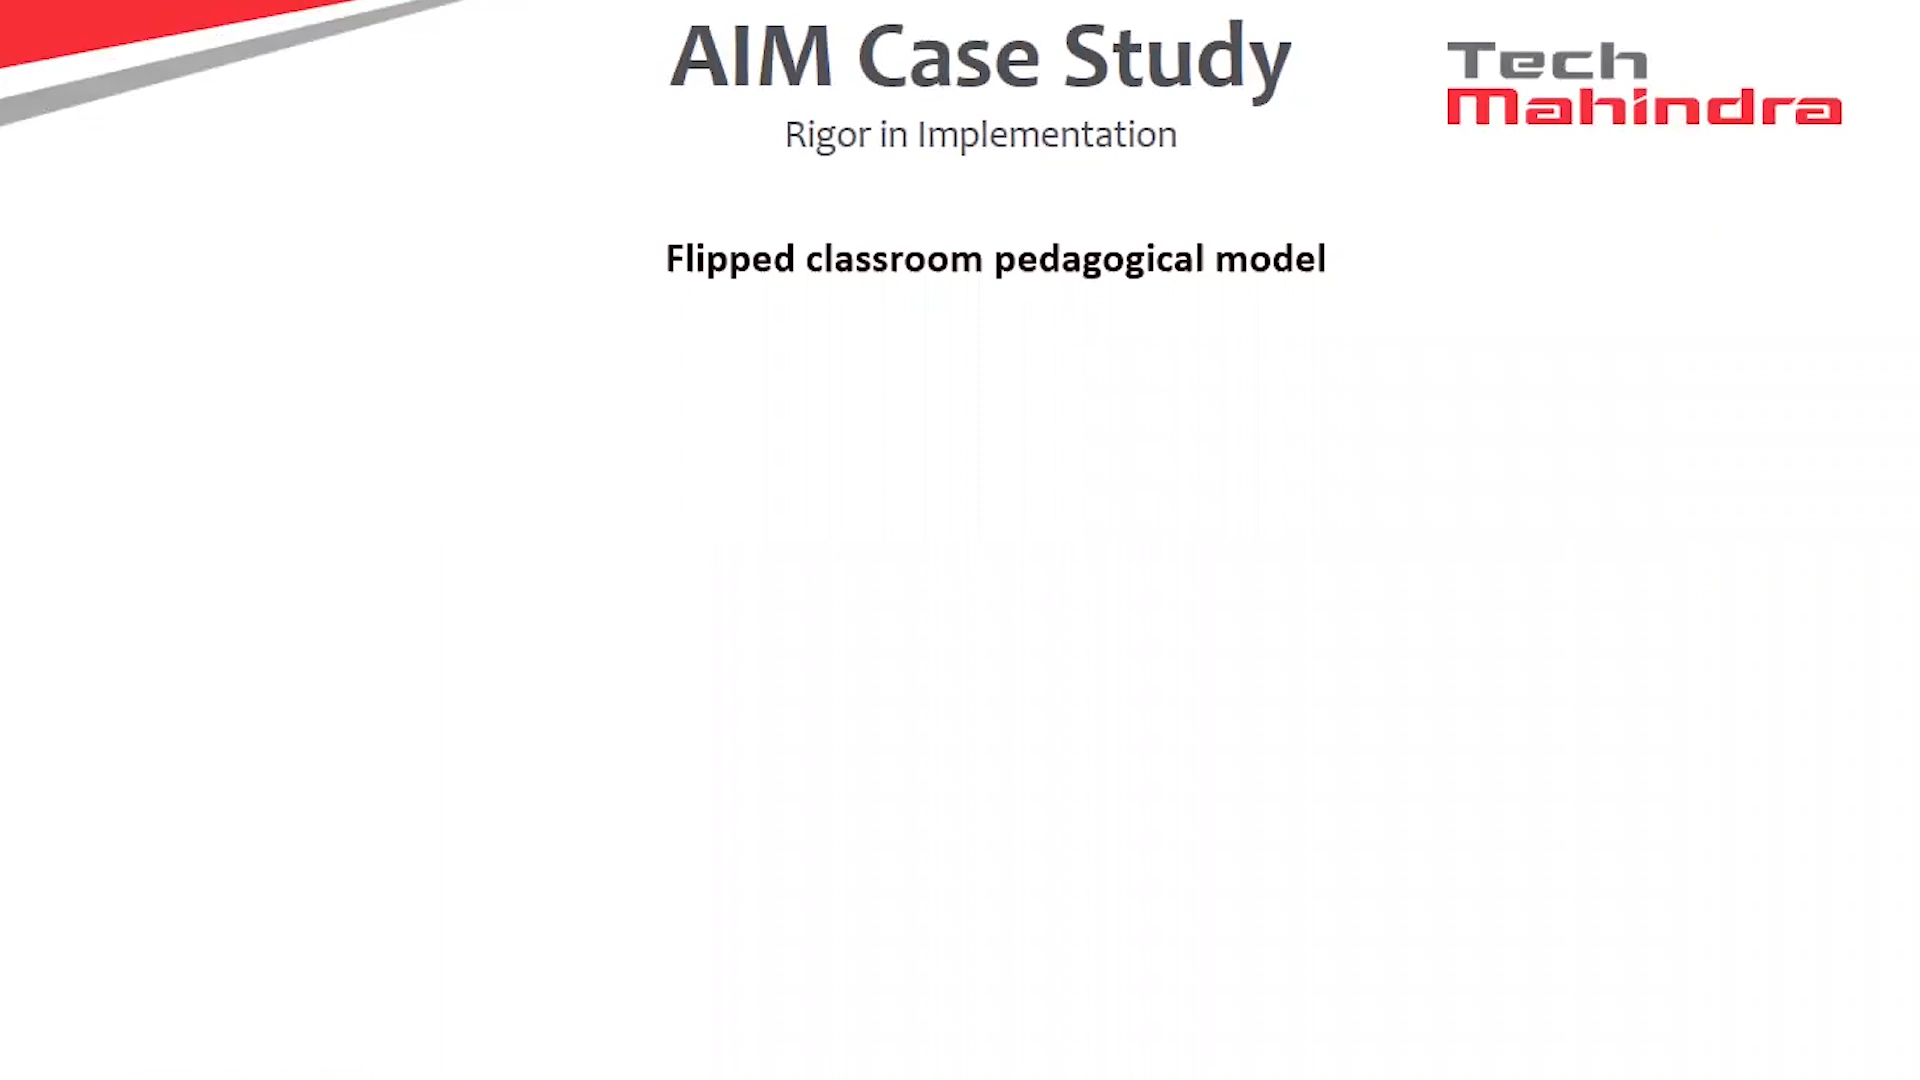 AIM Case Study
Rigor in Implementation
Tech
Mahindra
Flipped classroom pedagogical model